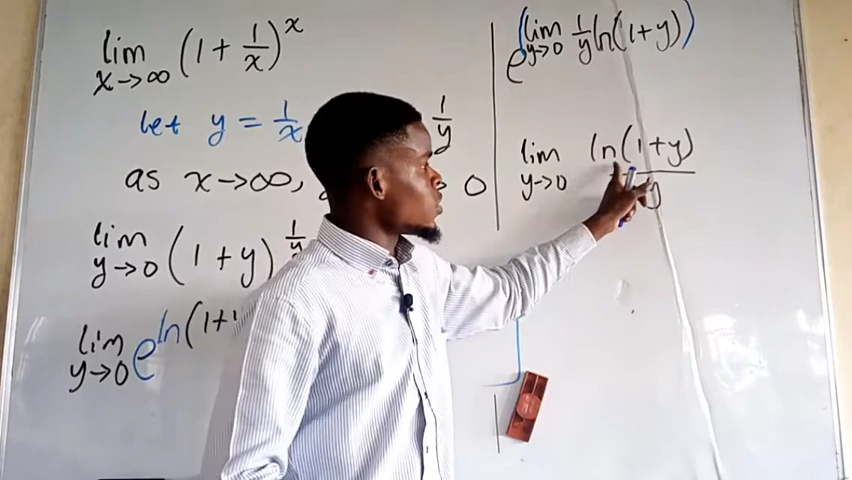 lim x→∞ (1 + 1/x)^x
let y = 1/x 1/y
as x→∞, 0
lim y→0 (1 + y)^1/y
lim y→0 e^ln(1+
e^(lim y→0 1/y ln(1+y))
lim y→0 ln(1+y)/y